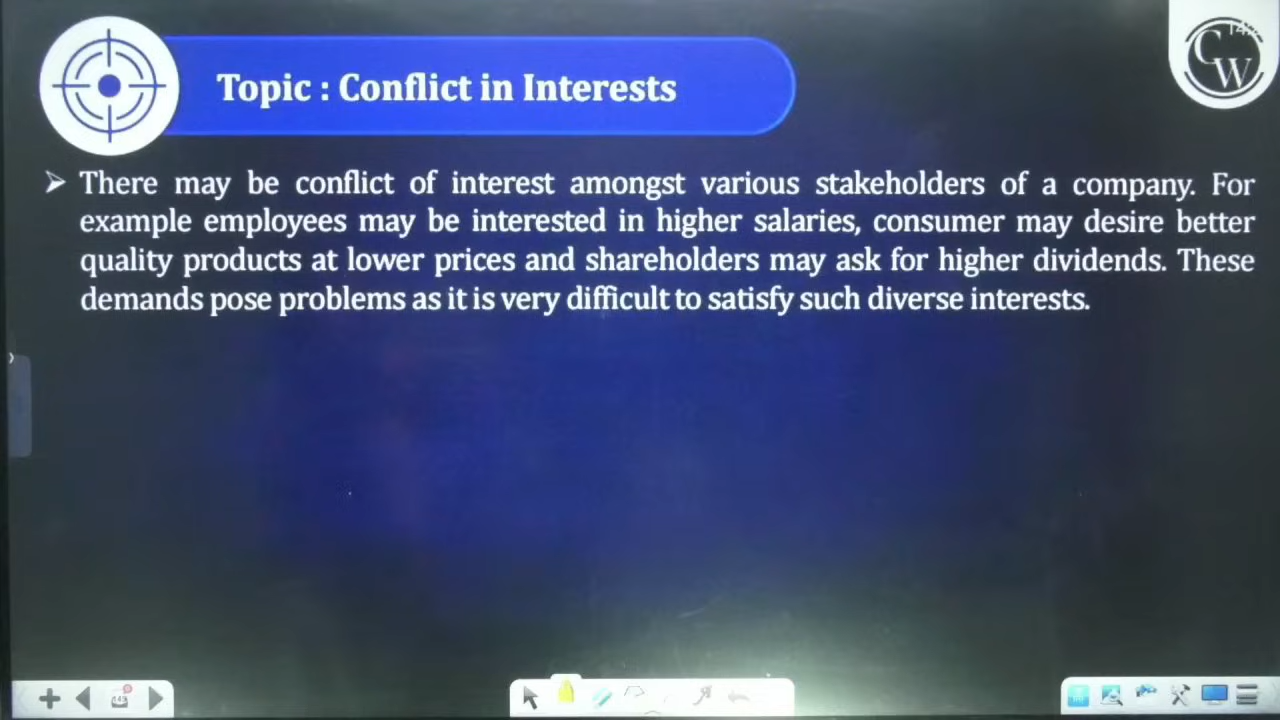 Topic : Conflict in Interests
➢ There may be conflict of interest amongst various stakeholders of a company. For
example employees may be interested in higher salaries, consumer may desire better
quality products at lower prices and shareholders may ask for higher dividends. These
demands pose problems as it is very difficult to satisfy such diverse interests.
CW
149